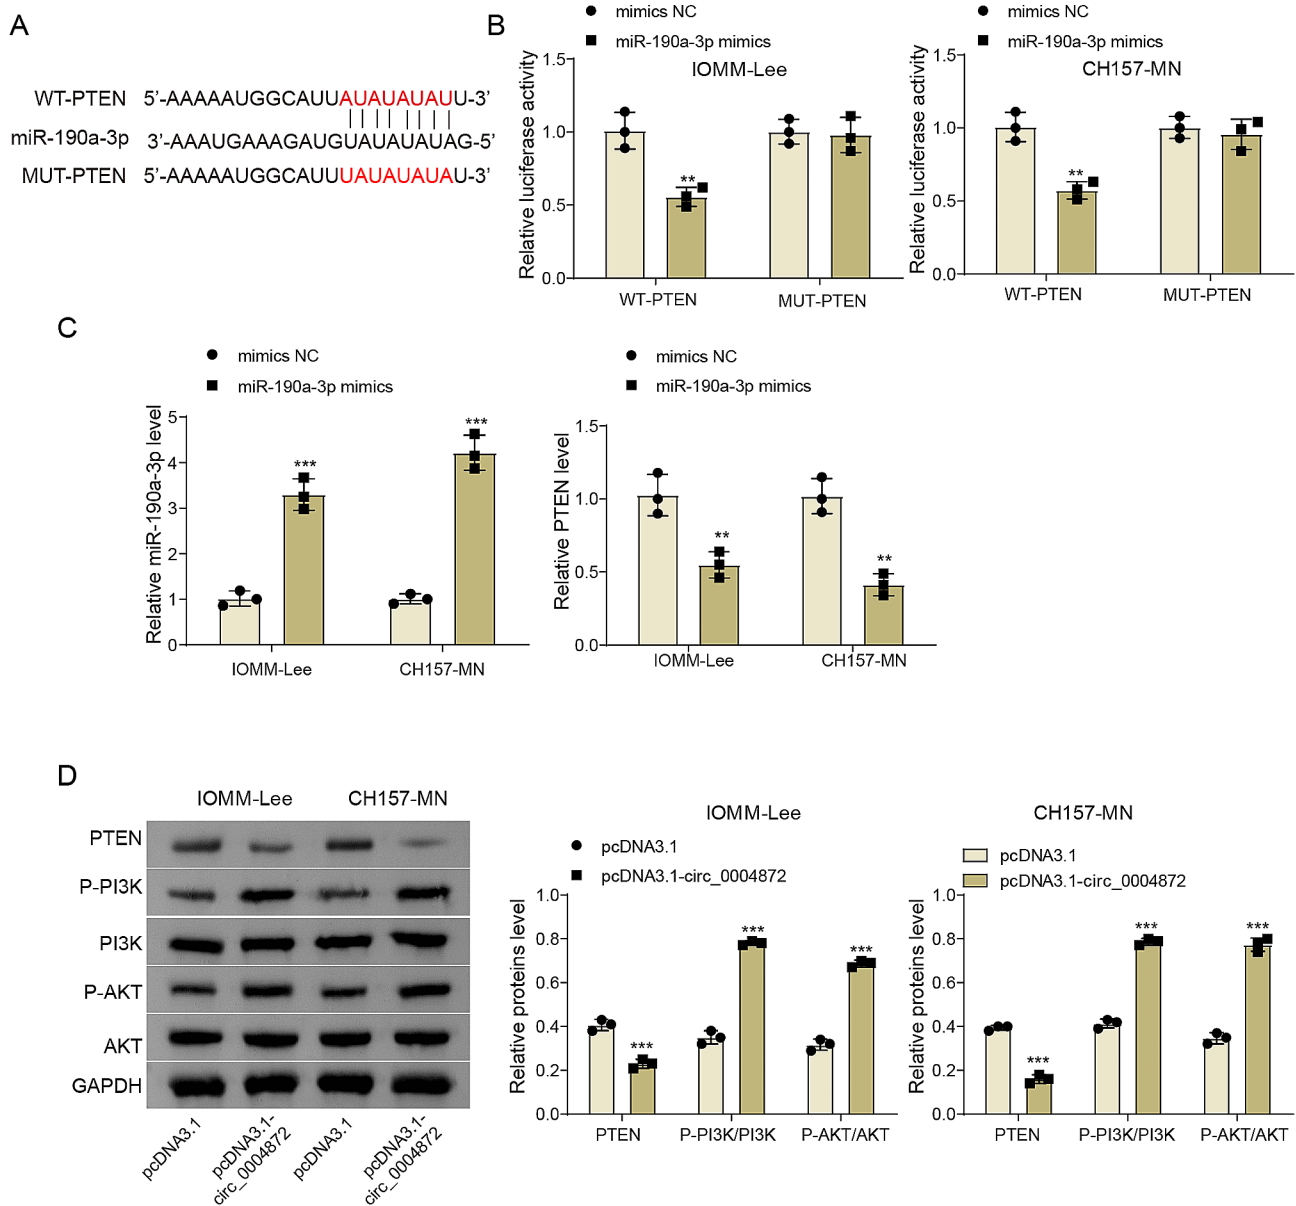 A
WT-PTEN 5’-AAAAAUGGCAUUAUAUAUAUU-3’
miR-190a-3p 3’-AAAUGAAAGAUGUAUAUAUAG-5’
MUT-PTEN 5’-AAAAAUGGCAUUUAUAUAUAU-3’
B
mimics NC
miR-190a-3p mimics
IOMM-Lee
Relative luciferase activity
1.5
1.0
0.5
0.0
**
WT-PTEN MUT-PTEN
mimics NC
miR-190a-3p mimics
CH157-MN
Relative luciferase activity
1.5
1.0
0.5
0.0
**
WT-PTEN MUT-PTEN
C
mimics NC
miR-190a-3p mimics
Relative miR-190a-3p level
5
4
3
2
1
0
*** ***
IOMM-Lee CH157-MN
mimics NC
miR-190a-3p mimics
Relative PTEN level
1.5
1.0
0.5
0.0
** **
IOMM-Lee CH157-MN
D
IOMM-Lee CH157-MN
PTEN
P-PI3K
PI3K
P-AKT
AKT
GAPDH
pcDNA3.1
pcDNA3.1-
circ_0004872
pcDNA3.1
pcDNA3.1-
circ_0004872
IOMM-Lee
pcDNA3.1
pcDNA3.1-circ_0004872
Relative proteins level
1.0
0.8
0.6
0.4
0.2
0.0
*** *** ***
PTEN P-PI3K/PI3K P-AKT/AKT
CH157-MN
pcDNA3.1
pcDNA3.1-circ_0004872
Relative proteins level
1.0
0.8
0.6
0.4
0.2
0.0
*** *** ***
PTEN P-PI3K/PI3K P-AKT/AKT